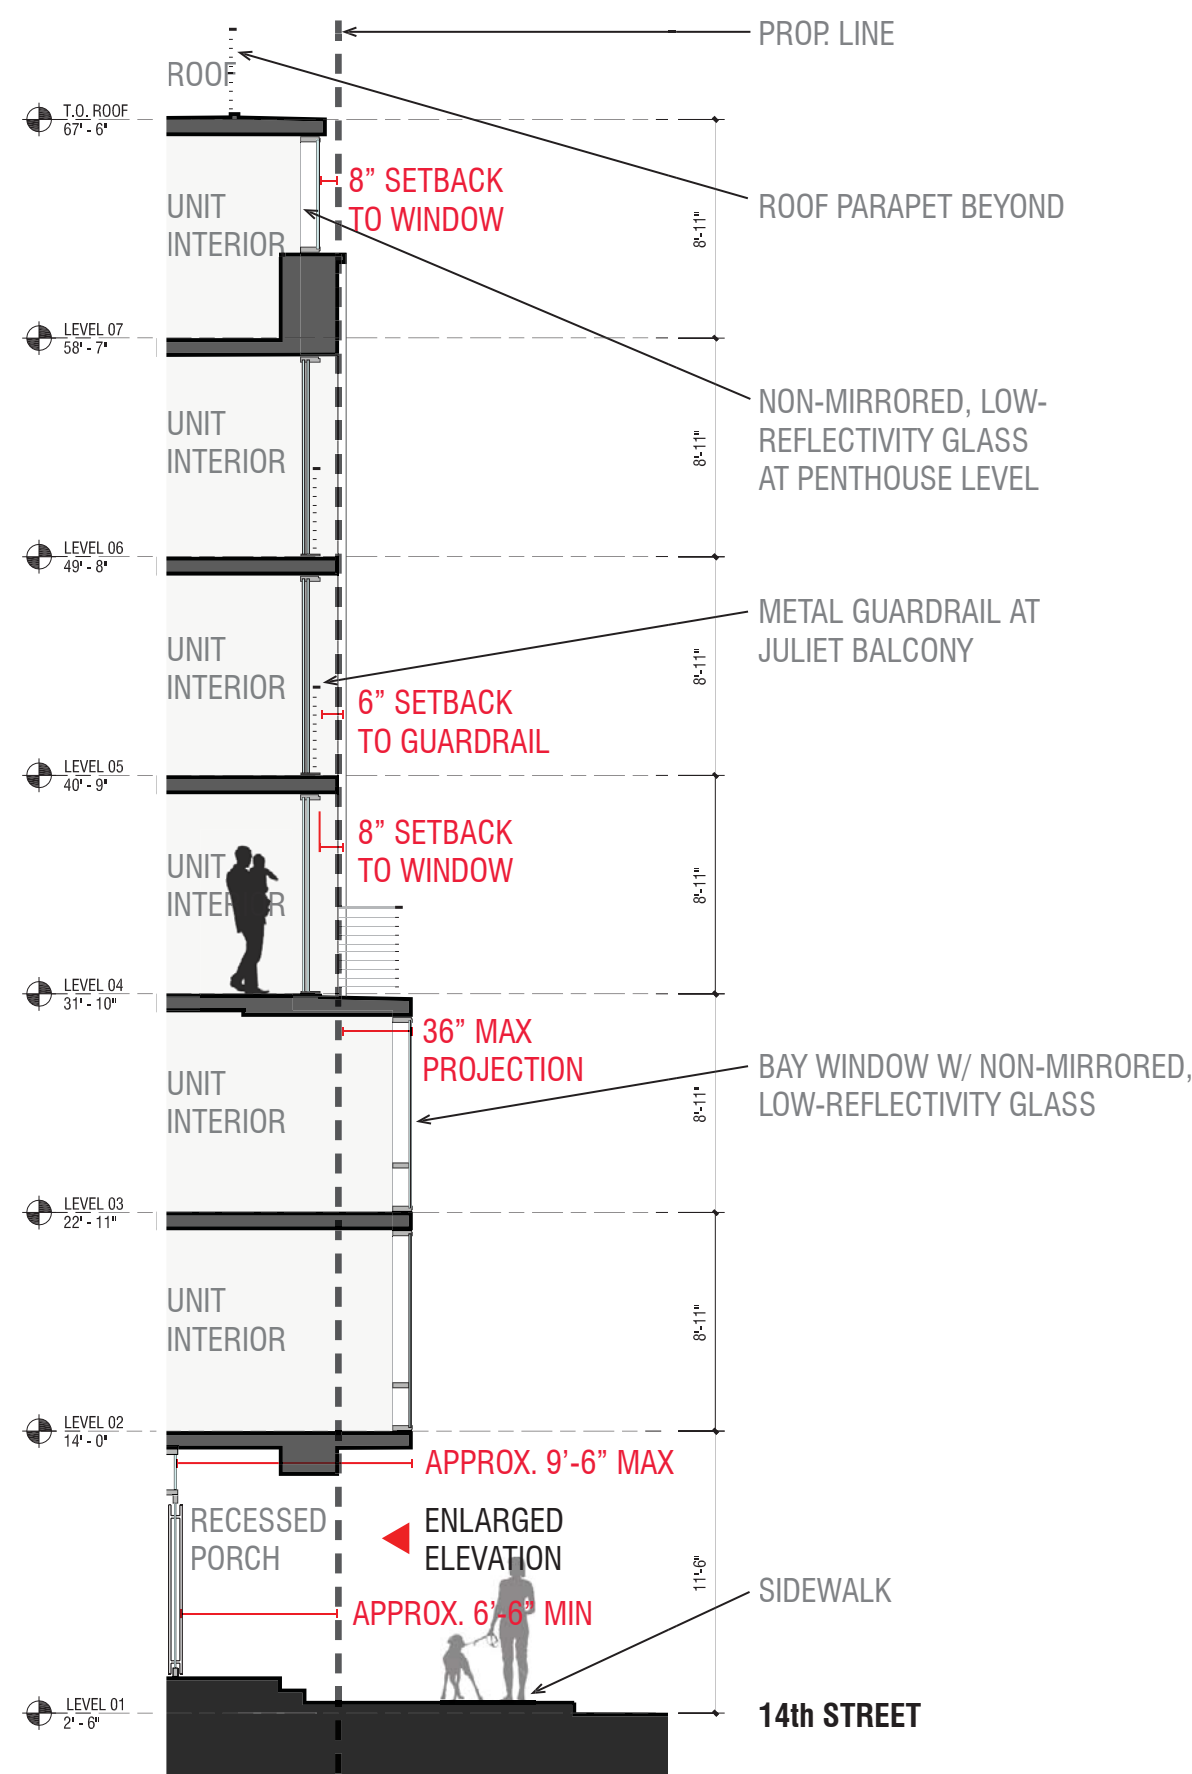 PROP. LINE
ROOF
T.O. ROOF
67' - 6"
8” SETBACK
TO WINDOW
UNIT
INTERIOR
ROOF PARAPET BEYOND
8'-11"
LEVEL 07
58' - 7"
NON-MIRRORED, LOW-
REFLECTIVITY GLASS
AT PENTHOUSE LEVEL
UNIT
INTERIOR
8'-11"
LEVEL 06
49' - 8"
METAL GUARDRAIL AT
JULIET BALCONY
UNIT
INTERIOR
8'-11"
6” SETBACK
TO GUARDRAIL
LEVEL 05
40' - 9"
8” SETBACK
TO WINDOW
UNIT
INTERIOR
8'-11"
LEVEL 04
31' - 10"
36” MAX
PROJECTION
BAY WINDOW W/ NON-MIRRORED,
LOW-REFLECTIVITY GLASS
UNIT
INTERIOR
8'-11"
LEVEL 03
22' - 11"
UNIT
INTERIOR
8'-11"
LEVEL 02
14' - 0"
APPROX. 9’-6” MAX
RECESSED
PORCH
ENLARGED
ELEVATION
11'-6"
SIDEWALK
APPROX. 6’-6” MIN
LEVEL 01
2' - 6"
14th STREET